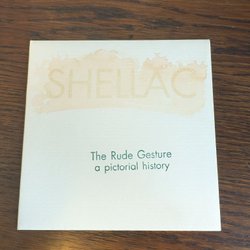 SHELLAC
The Rude Gesture
a pictorial history